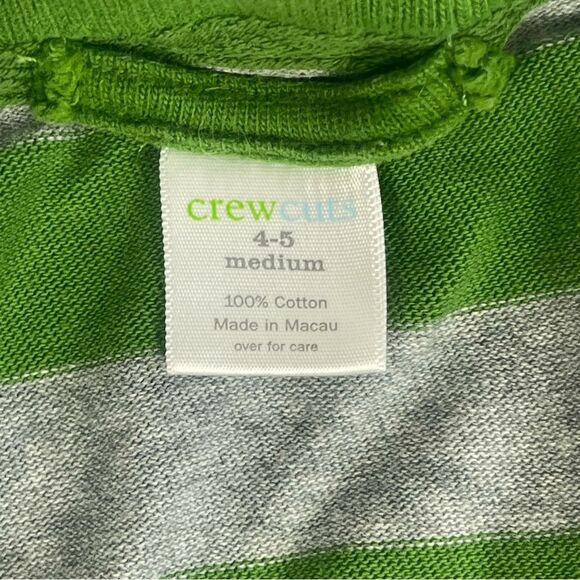 crewcuts
4-5
medium
100% Cotton
Made in Macau
over for care